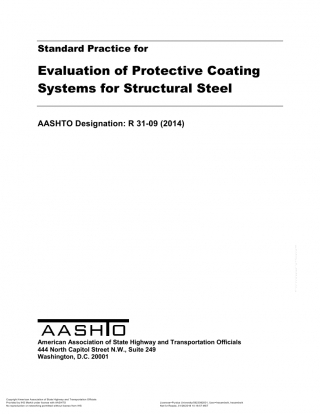 Standard Practice for
Evaluation of Protective Coating
Systems for Structural Steel
AASHTO Designation: R 31-09 (2014)
AASHTO
American Association of State Highway and Transportation Officials
444 North Capitol Street N.W., Suite 249
Washington, D.C. 20001